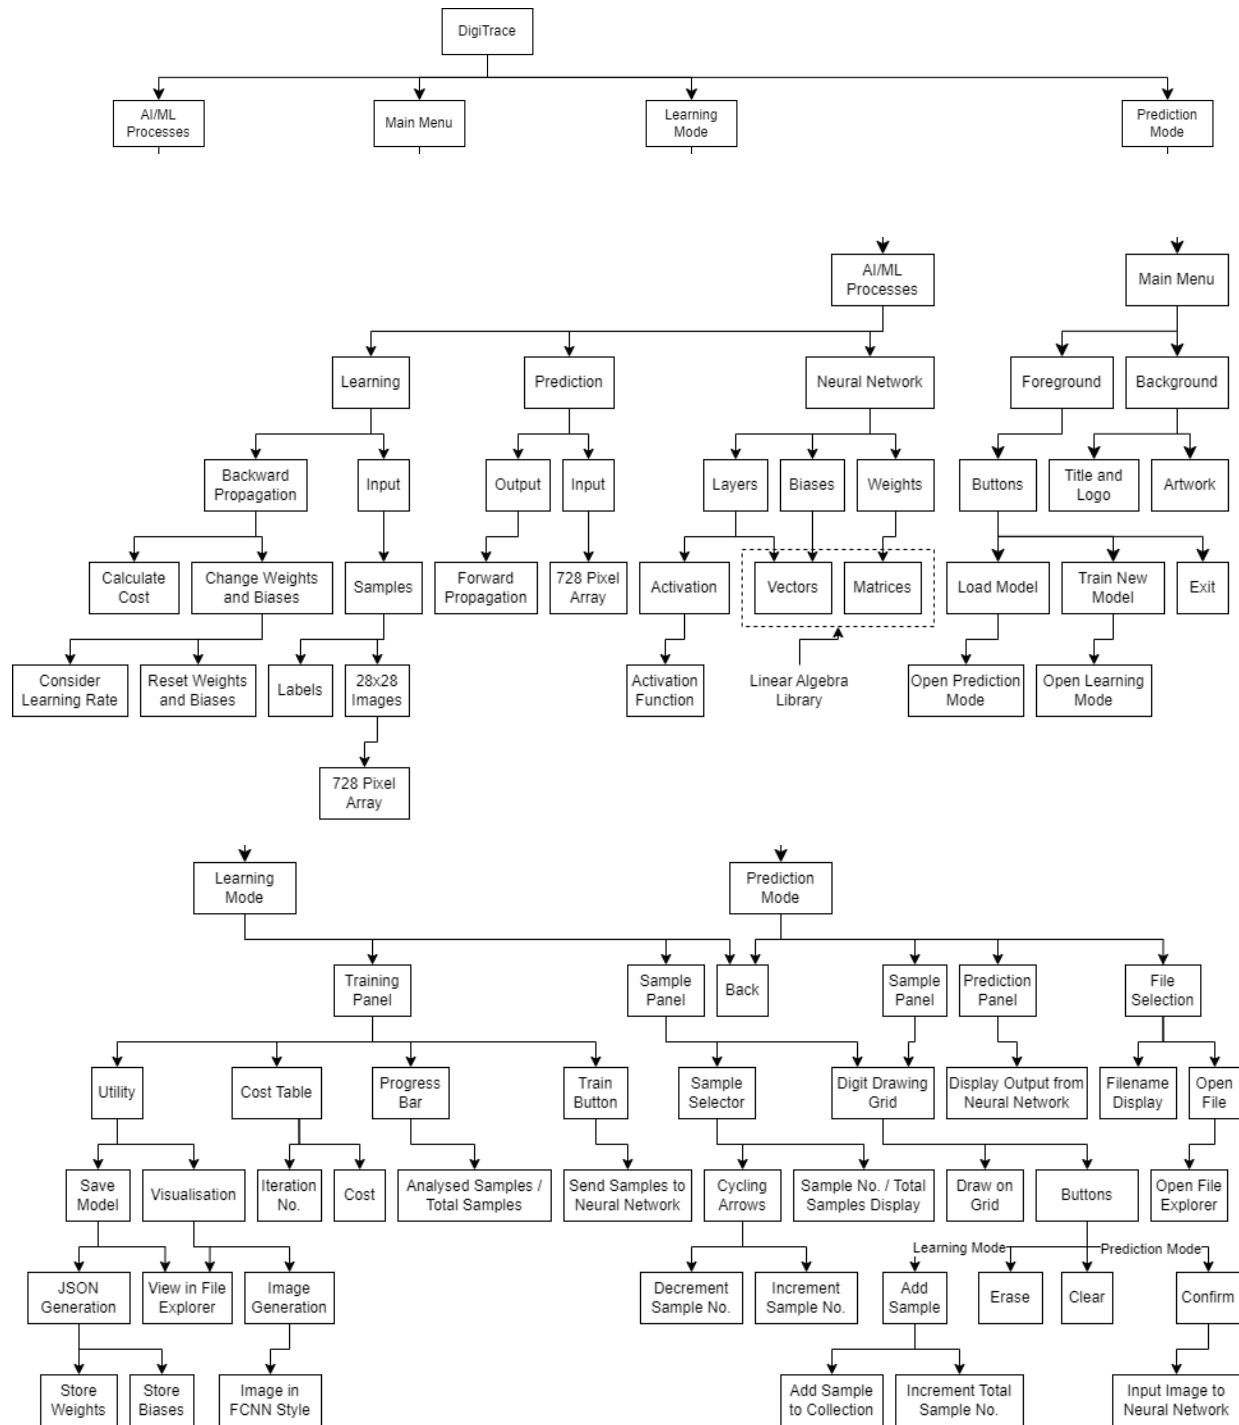 DigiTrace
AI/ML
Processes
Main Menu
Learning
Mode
Prediction
Mode
AI/ML
Processes
Main Menu
Learning
Prediction
Neural Network
Foreground
Background
Backward
Propagation
Input
Output
Input
Layers
Biases
Weights
Buttons
Title and
Logo
Artwork
Calculate
Cost
Change Weights
and Biases
Samples
Forward
Propagation
728 Pixel
Array
Activation
Vectors
Matrices
Load Model
Train New
Model
Exit
Consider
Learning Rate
Reset Weights
and Biases
Labels
28x28
Images
Activation
Function
Linear Algebra
Library
Open Prediction
Mode
Open Learning
Mode
728 Pixel
Array
Learning
Mode
Prediction
Mode
Training
Panel
Sample
Panel
Back
Sample
Panel
Prediction
Panel
File
Selection
Utility
Cost Table
Progress
Bar
Train
Button
Sample
Selector
Digit Drawing
Grid
Display Output from
Neural Network
Filename
Display
Open
File
Save
Model
Visualisation
Iteration
No.
Cost
Analysed Samples /
Total Samples
Send Samples to
Neural Network
Cycling
Arrows
Sample No. / Total
Samples Display
Draw on
Grid
Buttons
Open File
Explorer
Learning Mode
Prediction Mode
JSON
Generation
View in File
Explorer
Image
Generation
Decrement
Sample No.
Increment
Sample No.
Add
Sample
Erase
Clear
Confirm
Store
Weights
Store
Biases
Image in
FCNN Style
Add Sample
to Collection
Increment Total
Sample No.
Input Image to
Neural Network